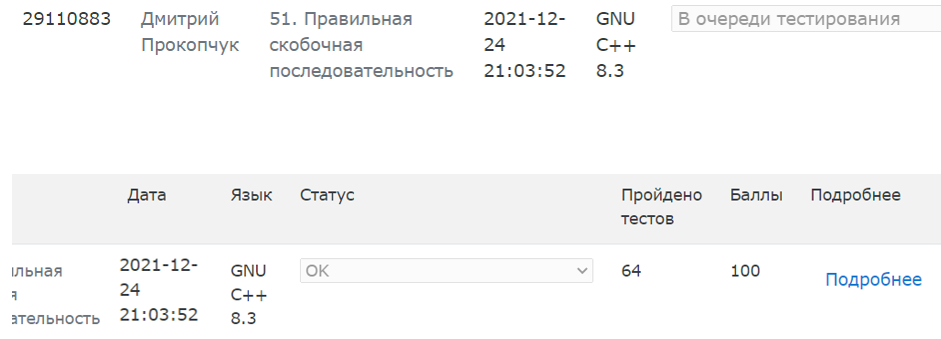 29110883 Дмитрий 51. Правильная 2021-12- GNU В очереди тестирования
Прокопчук скобочная 24 C++
последовательность 21:03:52 8.3
Дата Язык Статус Пройдено Баллы Подробнее
тестов
ильная 2021-12- GNU OK 64 100 Подробнее
я 24 C++
ательность 21:03:52 8.3